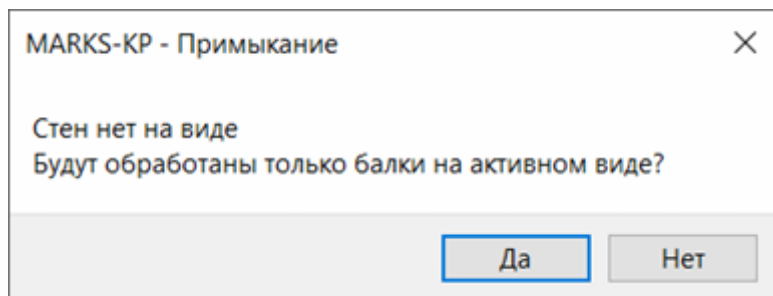 MARKS-KP - Примыкание
Стен нет на виде
Будут обработаны только балки на активном виде?
Да
Нет